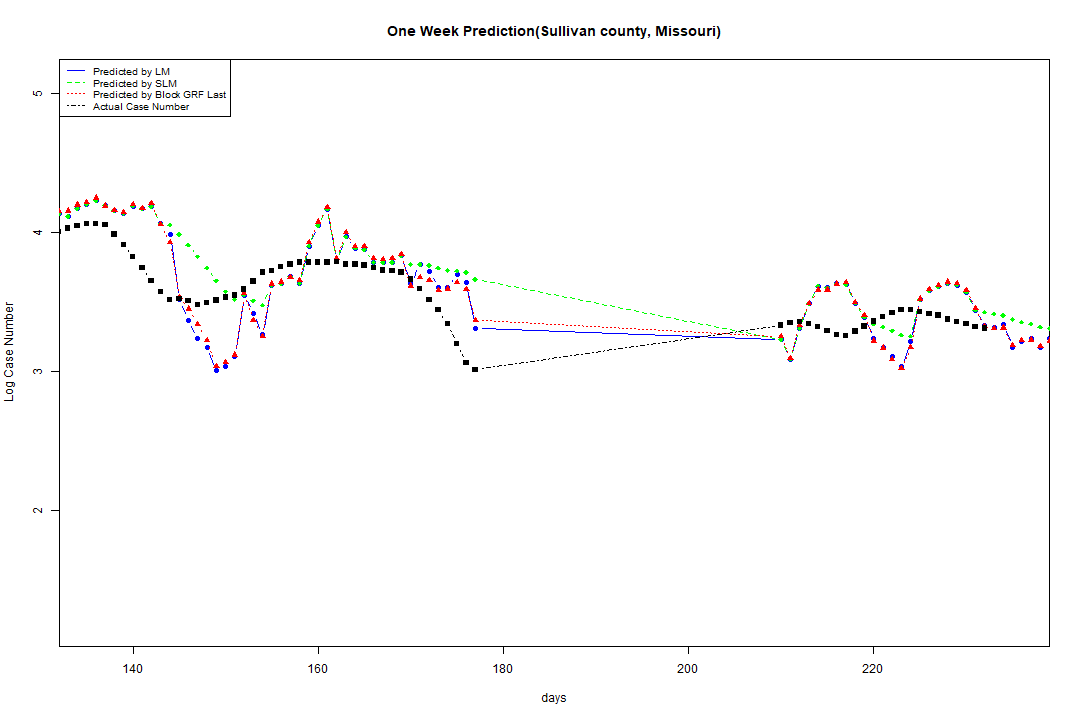 One Week Prediction(Sullivan county, Missouri)
Predicted by LM
Predicted by SLM
Predicted by Block GRF Last
Actual Case Number
5
4
3
2
Log Case Number
140 160 180 200 220
days